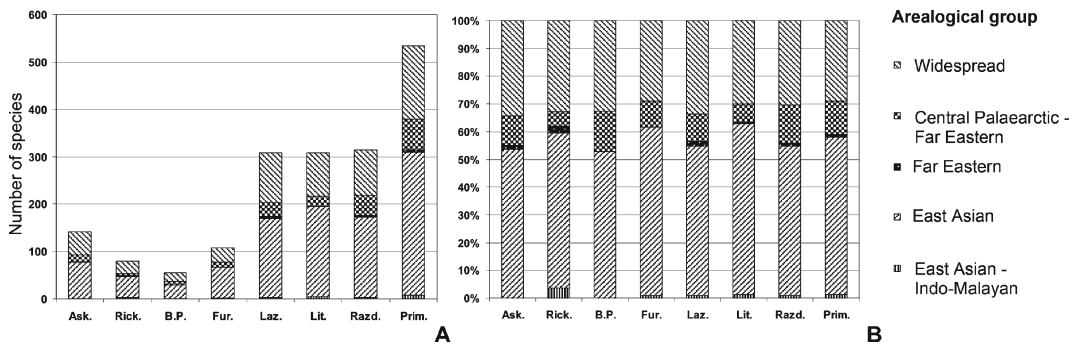 600
500
400
300
200
100
0
Number of species
Ask. Rick. B.P. Fur. Laz. Lit. Razd. Prim.
A
100%
90%
80%
70%
60%
50%
40%
30%
20%
10%
0%
Ask. Rick. B.P. Fur. Laz. Lit. Razd. Prim.
B
Arealogical group
Widespread
Central Palaearctic -
Far Eastern
Far Eastern
East Asian
East Asian -
Indo-Malayan